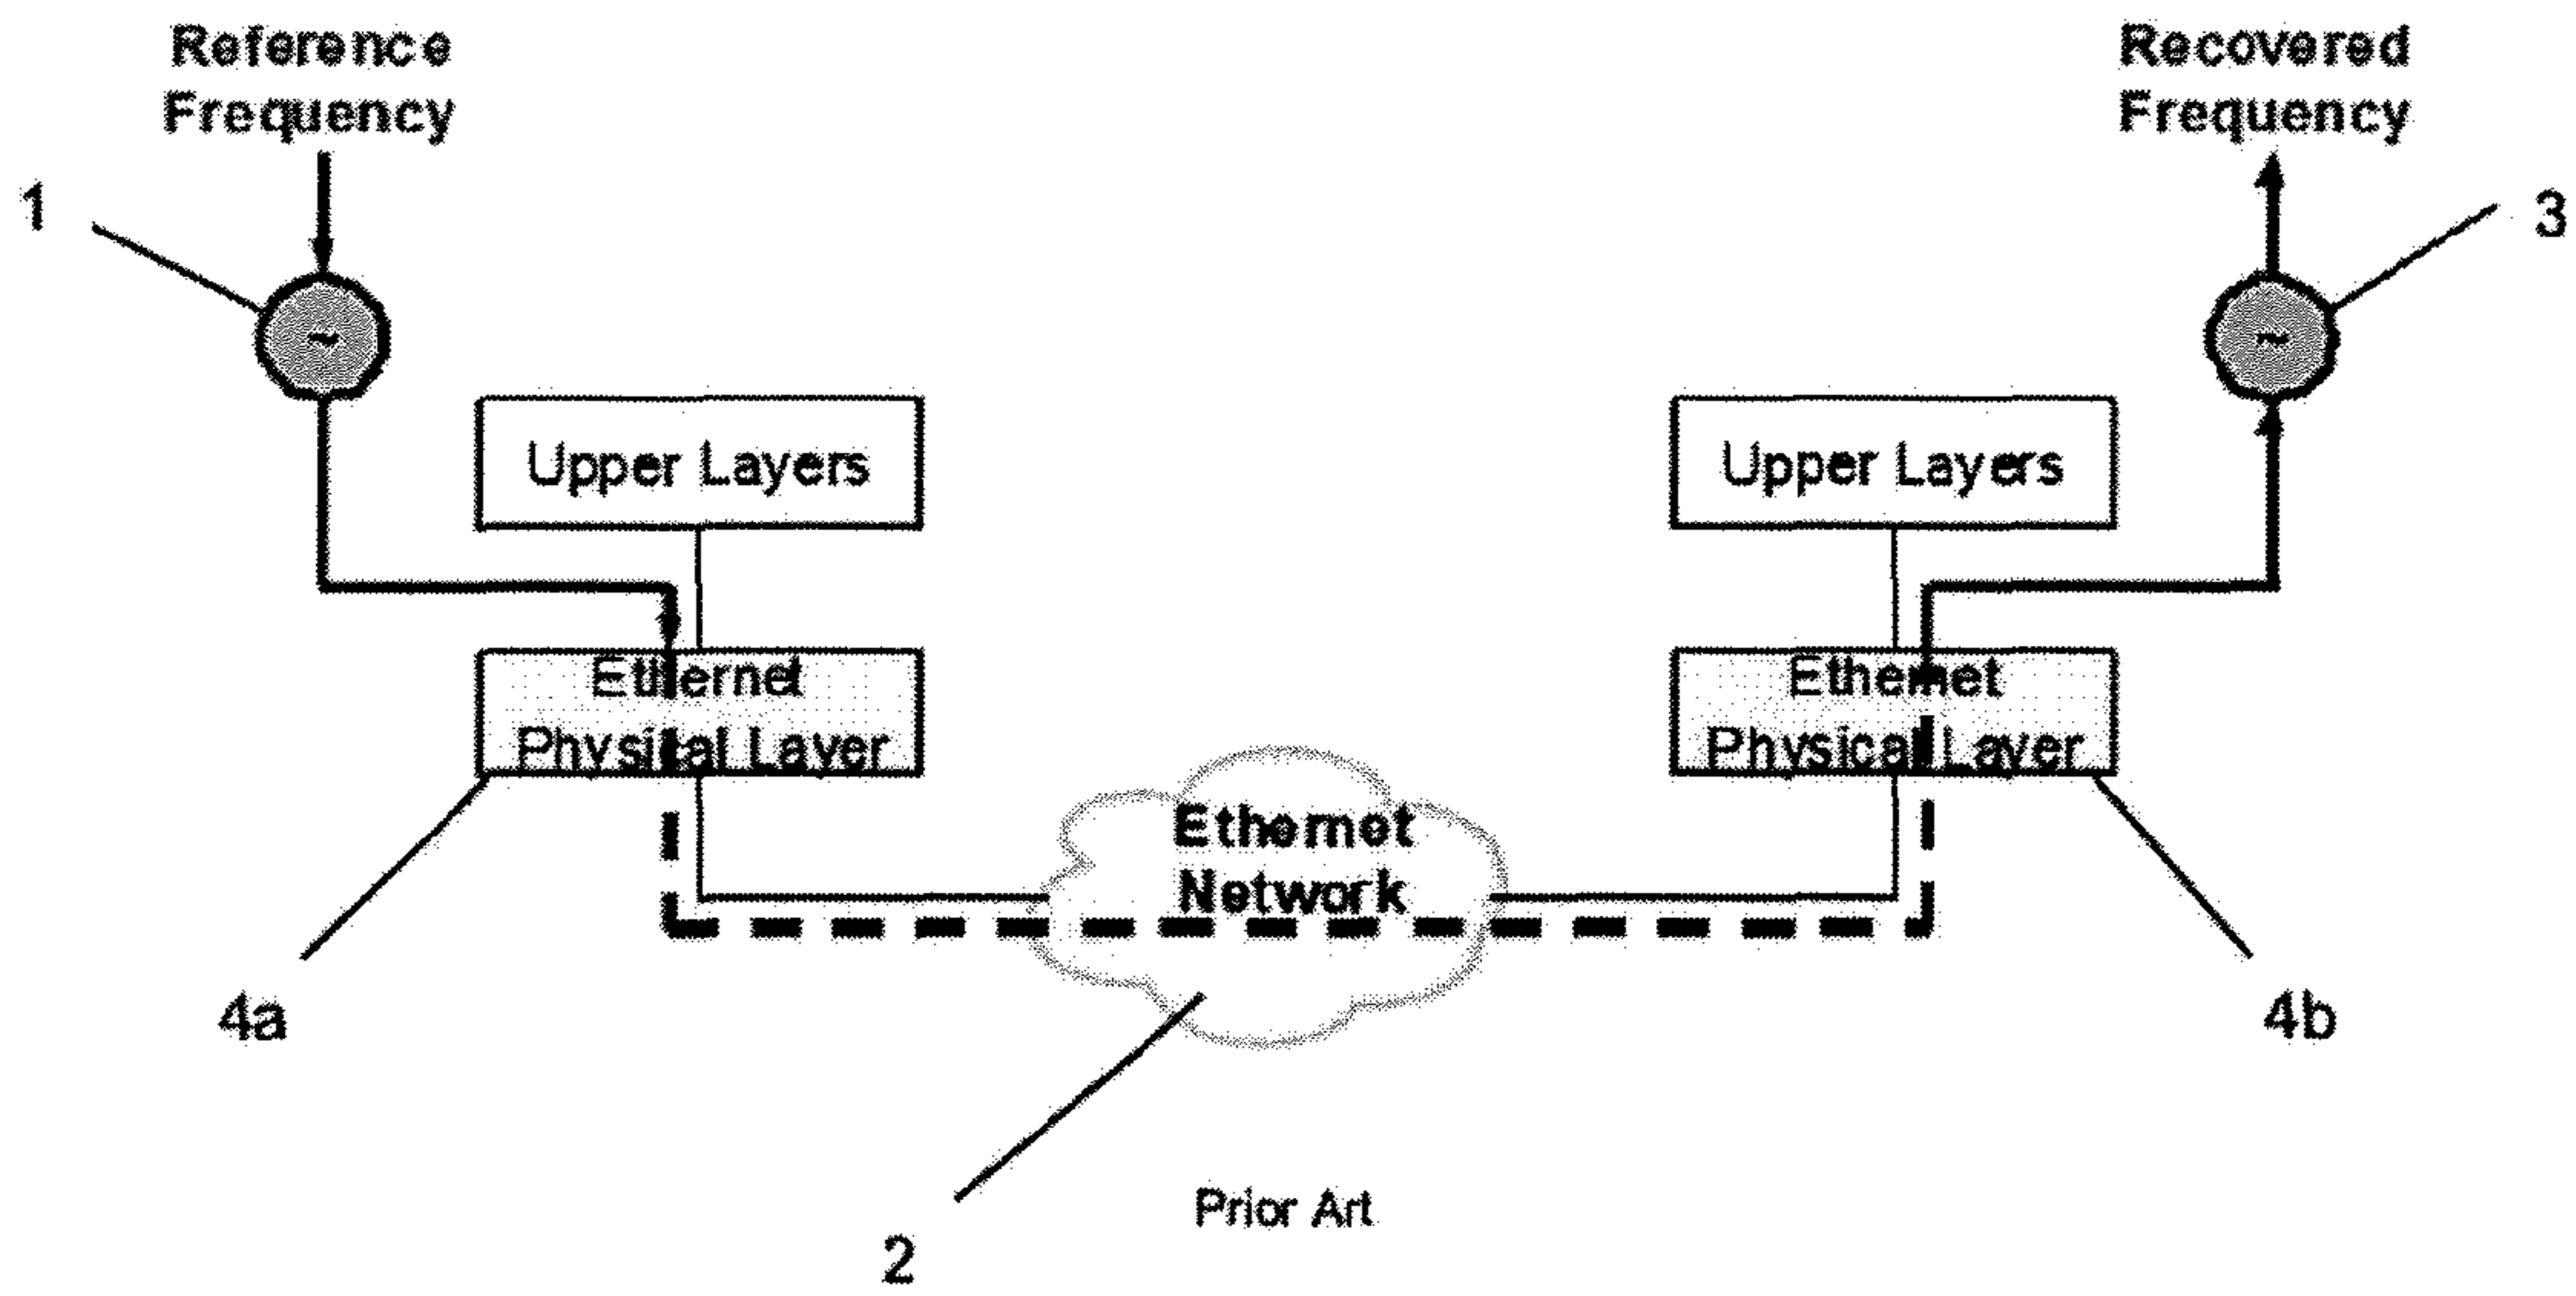 Reference
Frequency
Recovered
Frequency
1
3
Upper Layers
Upper Layers
Ethernet
Physical Layer
Ethernet
Physical Layer
Ethernet
Network
4a
4b
Prior Art
2